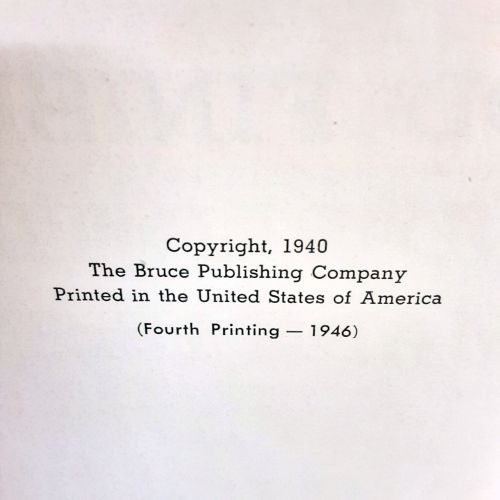 Copyright, 1940
The Bruce Publishing Company
Printed in the United States of America
(Fourth Printing — 1946)